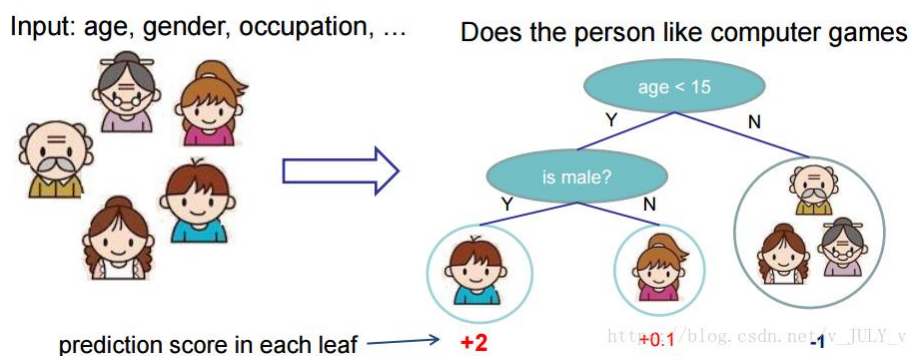 Input: age, gender, occupation, …
Does the person like computer games
age < 15
Y
N
is male?
Y
N
prediction score in each leaf
+2
+0.1
-1
http://blog.csdn.net/v_JULY_v